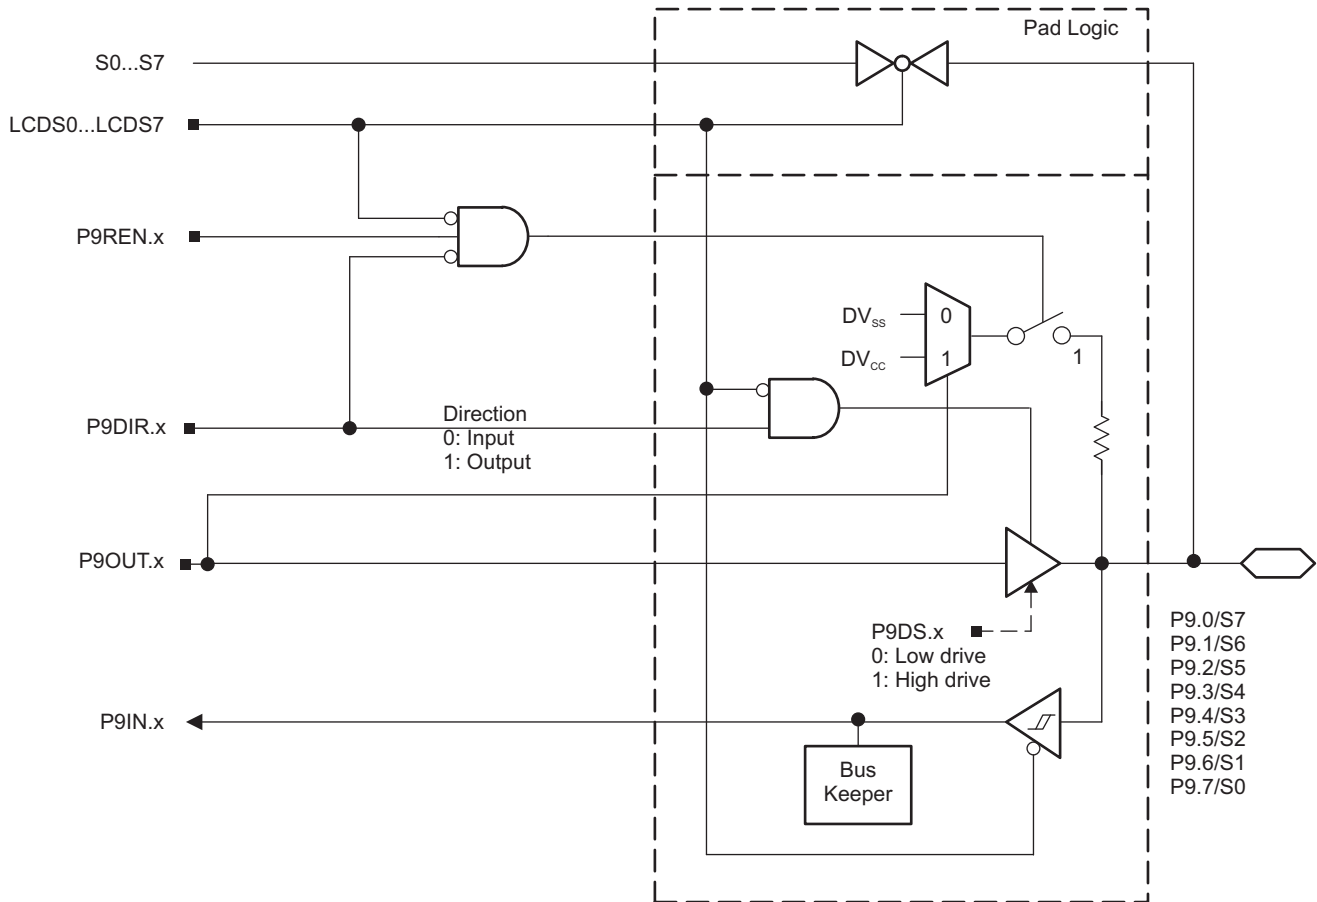 Pad Logic
S0...S7
LCDS0...LCDS7
P9REN.x
DVSS
0
DVCC
1
1
P9DIR.x
Direction
0: Input
1: Output
P9OUT.x
P9DS.x
0: Low drive
1: High drive
P9.0/S7
P9.1/S6
P9.2/S5
P9.3/S4
P9.4/S3
P9.5/S2
P9.6/S1
P9.7/S0
P9IN.x
Bus
Keeper